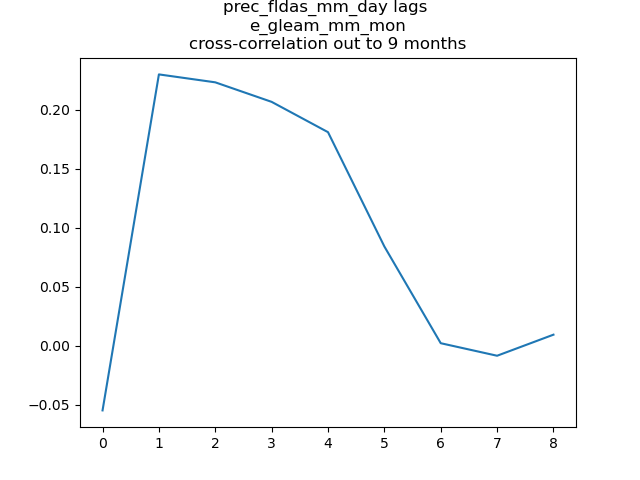 prec_fldas_mm_day lags
e_gleam_mm_mon
cross-correlation out to 9 months
0.20
0.15
0.10
0.05
0.00
−0.05
0 1 2 3 4 5 6 7 8